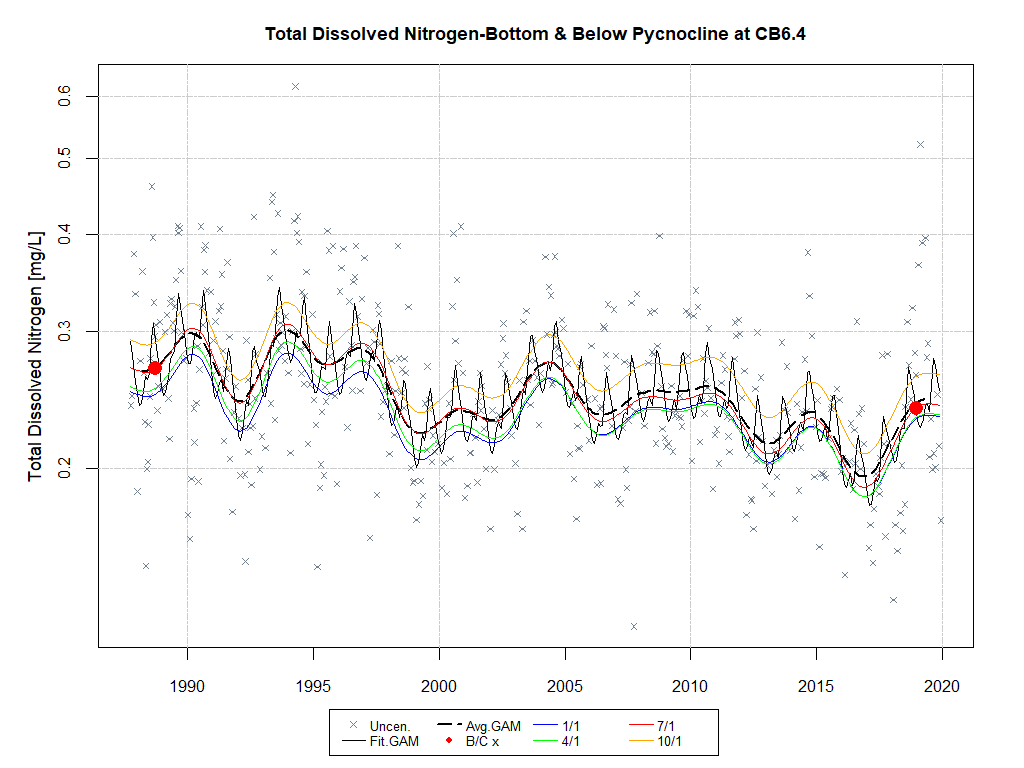 Total Dissolved Nitrogen-Bottom & Below Pycnocline at CB6.4
Total Dissolved Nitrogen [mg/L]
0.6
0.5
0.4
0.3
0.2
1990 1995 2000 2005 2010 2015 2020
Uncen. Avg.GAM 1/1 7/1
Fit.GAM B/C x 4/1 10/1